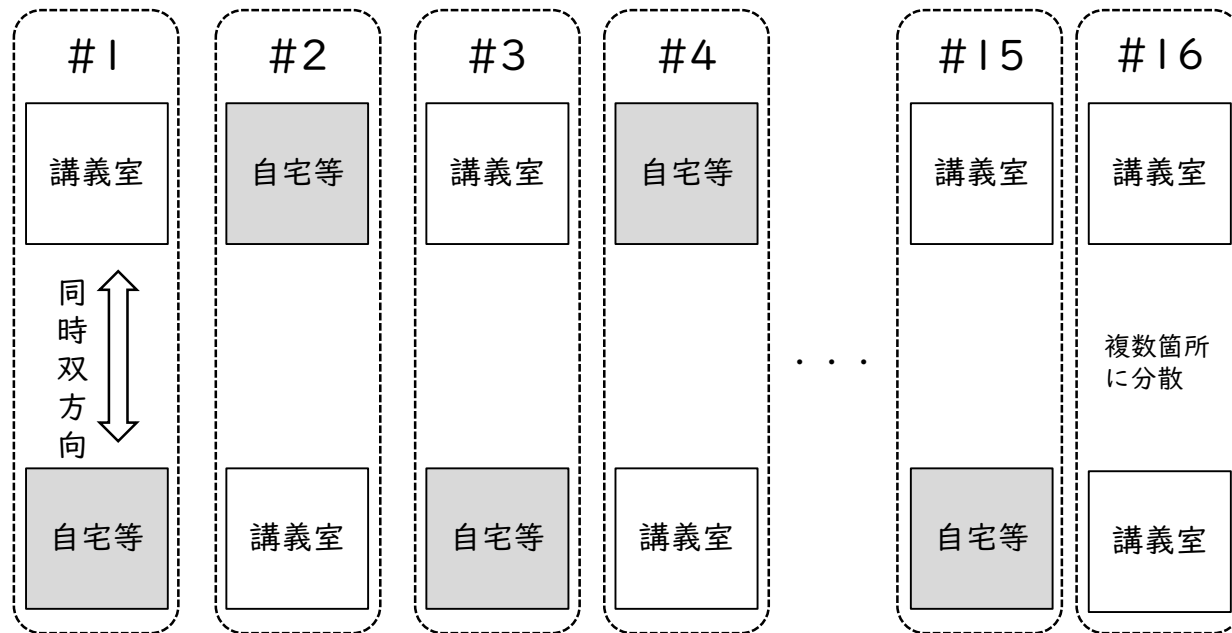 #1
講義室
同時双方向
自宅等
#2
自宅等
講義室
#3
講義室
自宅等
#4
自宅等
講義室
・・・
#15
講義室
自宅等
#16
講義室
複数箇所
に分散
講義室